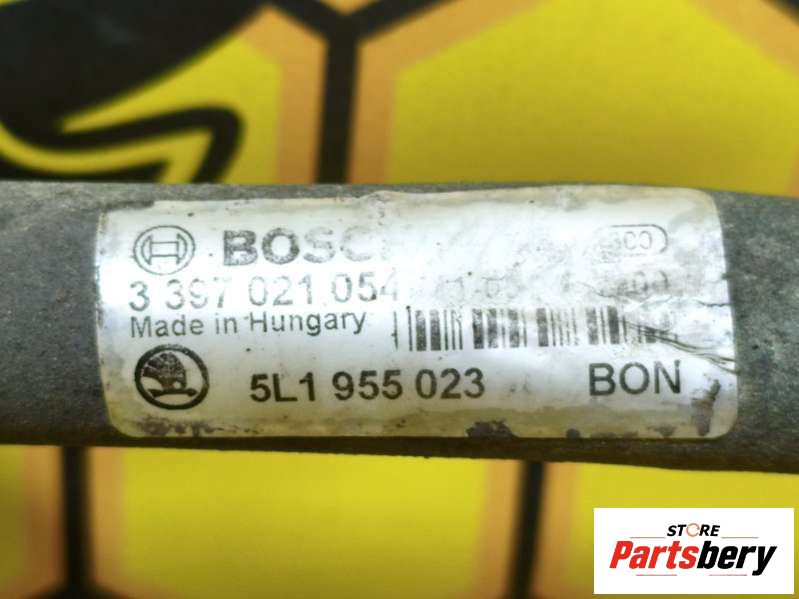 BOSCH
3 397 021 054
Made in Hungary
5L1 955 023 BON
STORE
Partsbery